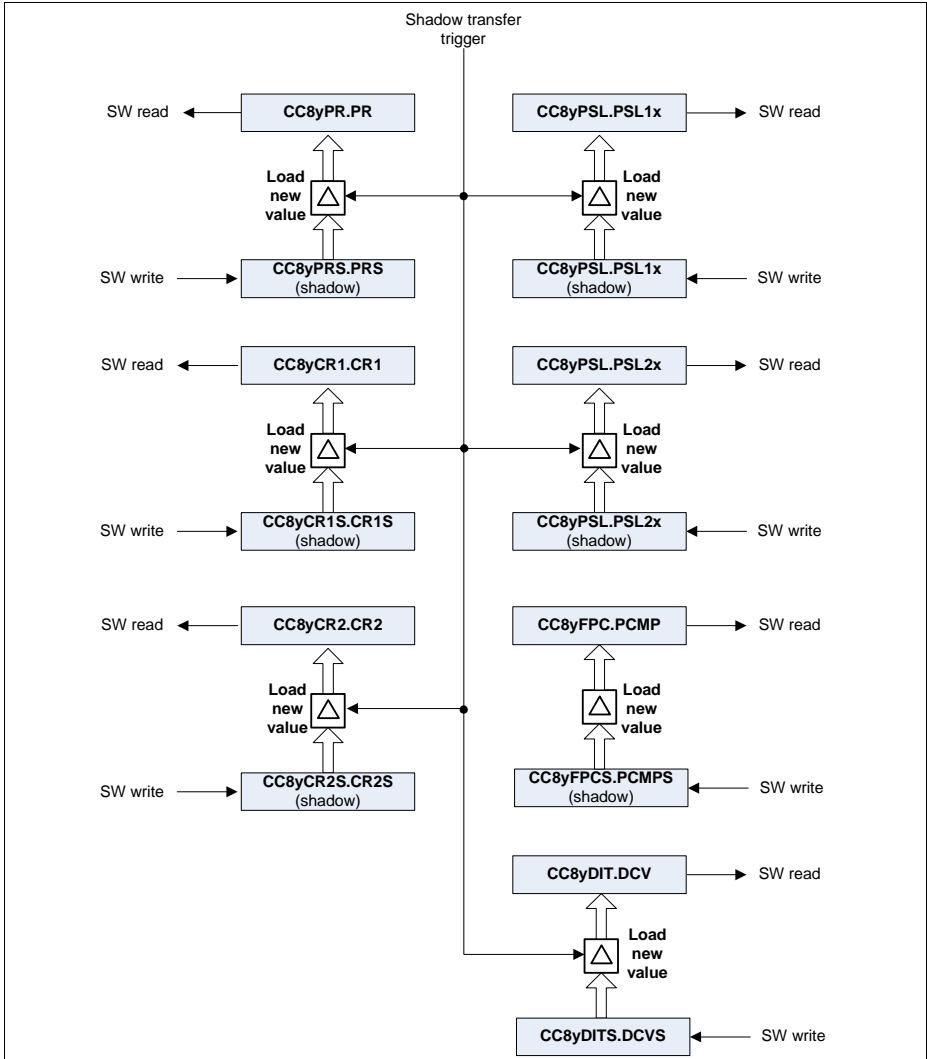 Shadow transfer
trigger
SW read
CC8yPR.PR
CC8yPSL.PSL1x
SW read
Load
new
value
Load
new
value
SW write
CC8yPRS.PRS
(shadow)
CC8yPSL.PSL1x
(shadow)
SW write
SW read
CC8yCR1.CR1
CC8yPSL.PSL2x
SW read
Load
new
value
Load
new
value
SW write
CC8yCR1S.CR1S
(shadow)
CC8yPSL.PSL2x
(shadow)
SW write
SW read
CC8yCR2.CR2
CC8yFPC.PCMP
SW read
Load
new
value
Load
new
value
SW write
CC8yCR2S.CR2S
(shadow)
CC8yFPCS.PCMPS
(shadow)
SW write
CC8yDIT.DCV
SW read
Load
new
value
CC8yDITS.DCVS
SW write